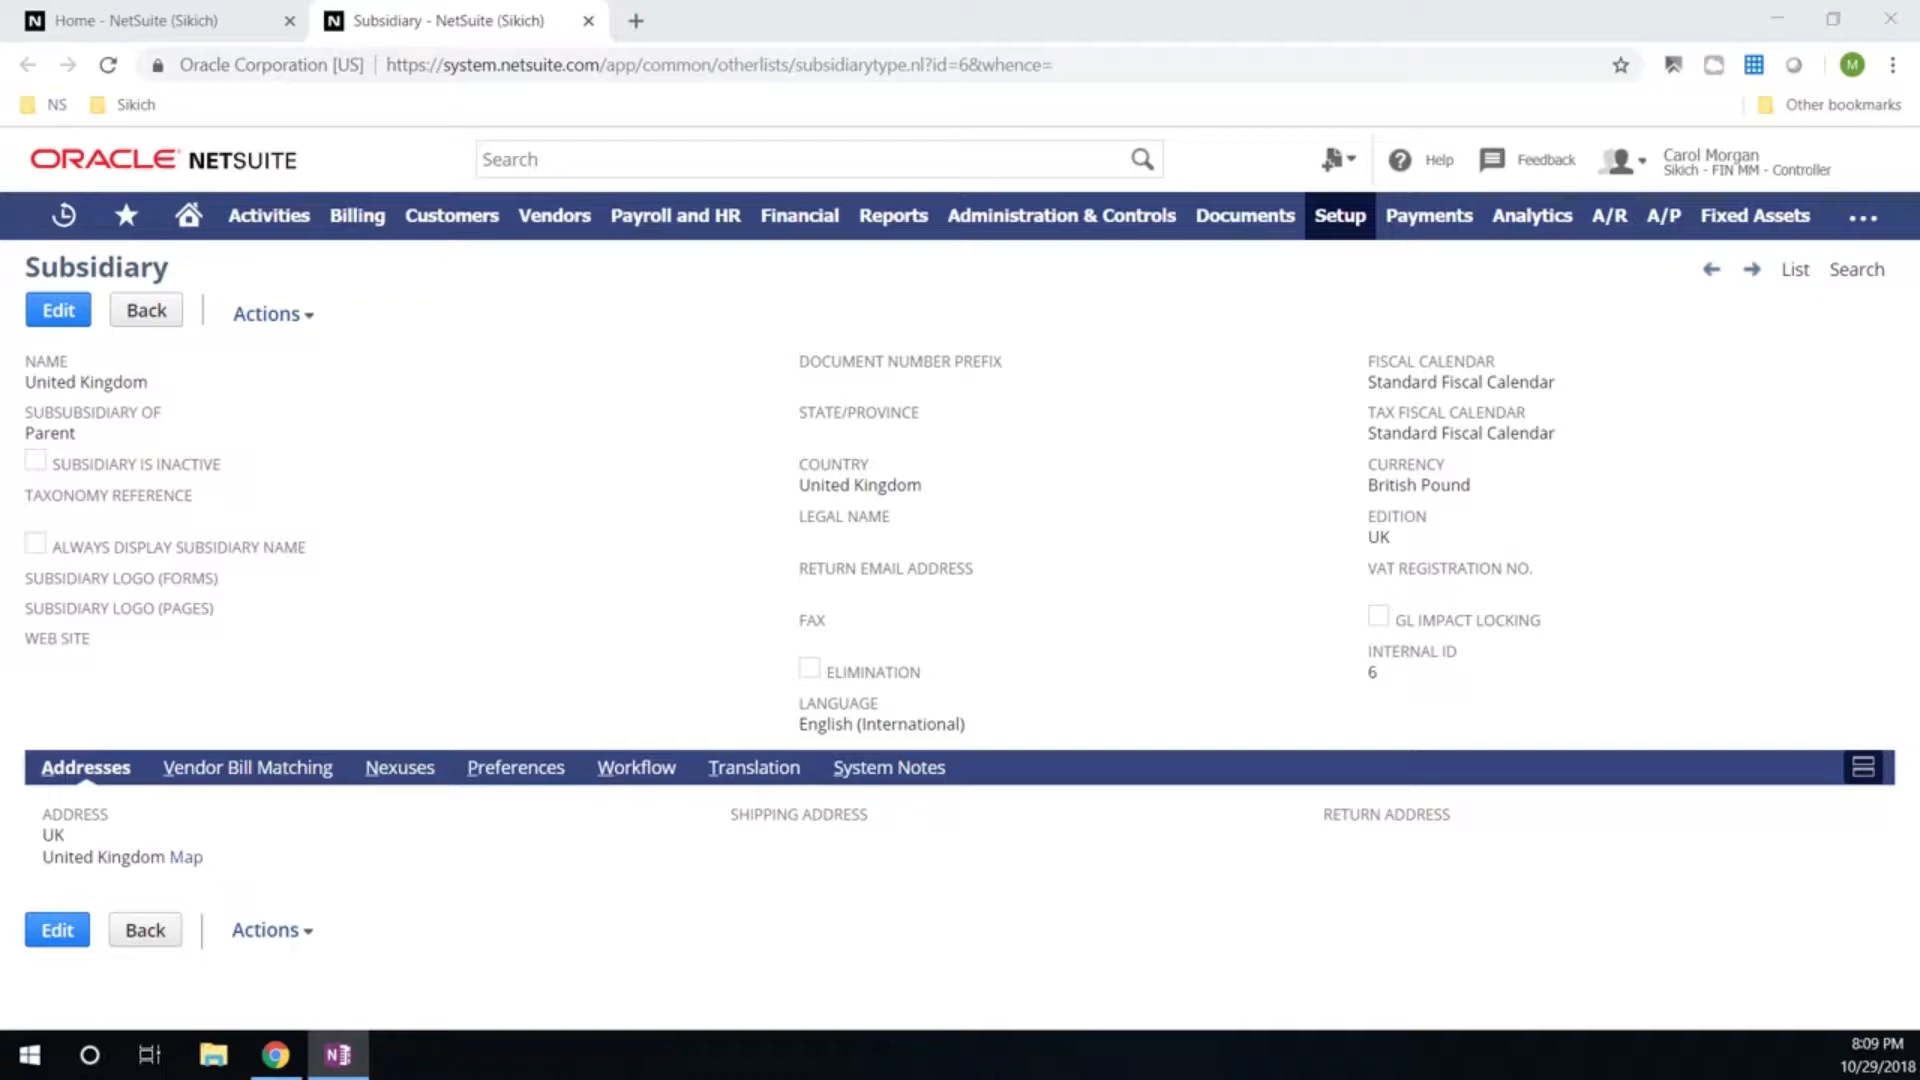 Home - NetSuite (Sikich)
Subsidiary - NetSuite (Sikich)
Oracle Corporation [US] | https://system.netsuite.com/app/common/otherlists/subsidiarytype.nl?id=6&whence=
M
NS
Sikich
Other bookmarks
ORACLE NETSUITE
Search
Help
Feedback
Carol Morgan
Sikich - FIN MM - Controller
Activities Billing Customers Vendors Payroll and HR Financial Reports Administration & Controls Documents Setup Payments Analytics A/R A/P Fixed Assets ...
Subsidiary
List Search
Edit Back Actions
NAME
United Kingdom
SUBSUBSIDIARY OF
Parent
SUBSIDIARY IS INACTIVE
TAXONOMY REFERENCE
ALWAYS DISPLAY SUBSIDIARY NAME
SUBSIDIARY LOGO (FORMS)
SUBSIDIARY LOGO (PAGES)
WEB SITE
DOCUMENT NUMBER PREFIX
STATE/PROVINCE
COUNTRY
United Kingdom
LEGAL NAME
RETURN EMAIL ADDRESS
FAX
ELIMINATION
LANGUAGE
English (International)
FISCAL CALENDAR
Standard Fiscal Calendar
TAX FISCAL CALENDAR
Standard Fiscal Calendar
CURRENCY
British Pound
EDITION
UK
VAT REGISTRATION NO.
GL IMPACT LOCKING
INTERNAL ID
6
Addresses Vendor Bill Matching Nexuses Preferences Workflow Translation System Notes
ADDRESS
UK
United Kingdom Map
SHIPPING ADDRESS
RETURN ADDRESS
Edit Back Actions
8:09 PM
10/29/2018